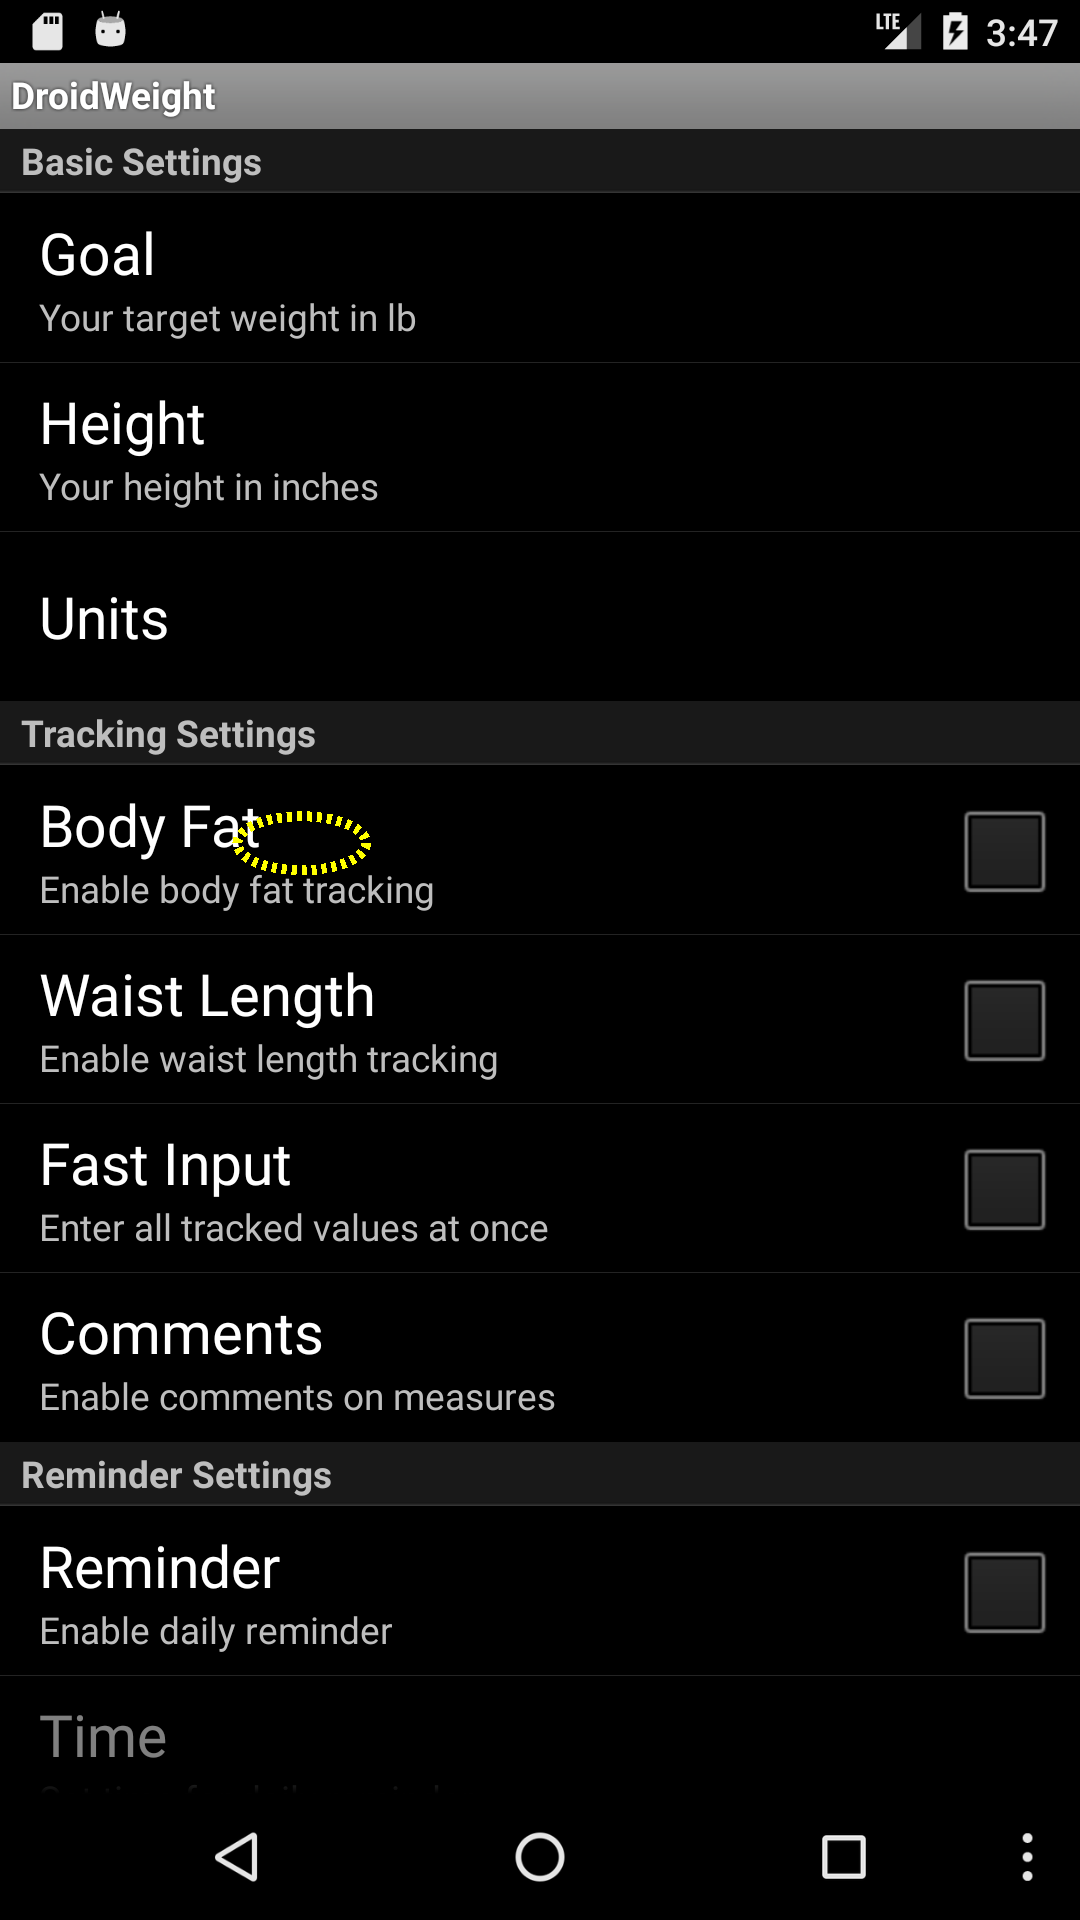 LTE 3:47
DroidWeight
Basic Settings
Goal
Your target weight in lb
Height
Your height in inches
Units
Tracking Settings
Body Fat
Enable body fat tracking
Waist Length
Enable waist length tracking
Fast Input
Enter all tracked values at once
Comments
Enable comments on measures
Reminder Settings
Reminder
Enable daily reminder
Time